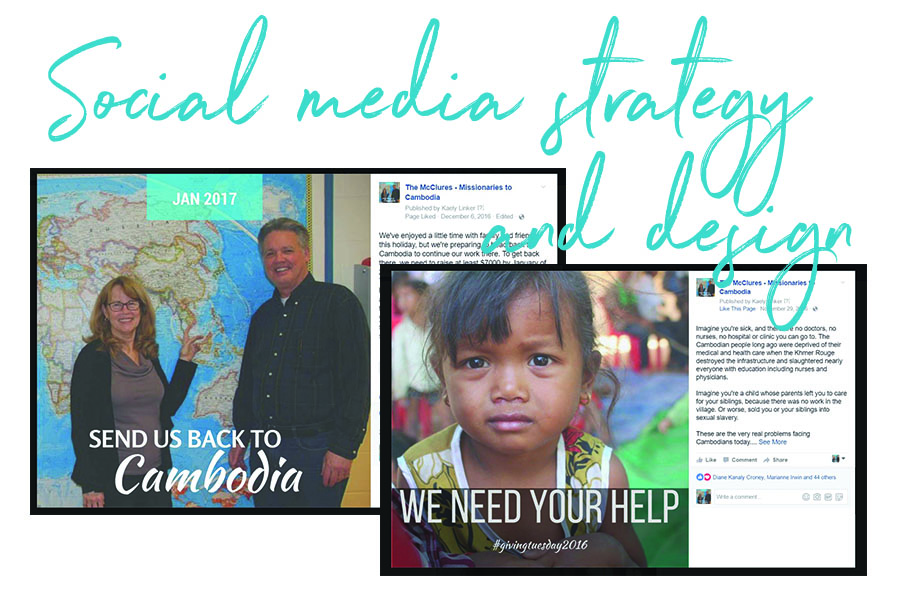 Social media strategy
and design
JAN 2017
The McClures - Missionaries to
Cambodia
Published by Kaely Linker [?]
Page Liked · December 6, 2016 · Edited ·
We've enjoyed a little time with family and friends
this holiday, but we're preparing to head back to
Cambodia to continue our work there. To get back
there, we need to raise at least $7000 by January of
SEND US BACK TO
Cambodia
McClures - Missionaries to
Cambodia
Published by Kaely Linker [?]
Like This Page · November 29,
Imagine you're sick, and there are no doctors, no
nurses, no hospital or clinic you can go to. The
Cambodian people long ago were deprived of their
medical and health care when the Khmer Rouge
destroyed the infrastructure and slaughtered nearly
everyone with education including nurses and
physicians.
Imagine you're a child whose parents left you to care
for your siblings, because there was no work in the
village. Or worse, sold you or your siblings into
sexual slavery.
These are the very real problems facing
Cambodians today.... See More
Like Comment Share
Diane Kanaty Croney, Marianne Irwin and 44 others
Write a comment...
WE NEED YOUR HELP
#givingtuesday2016